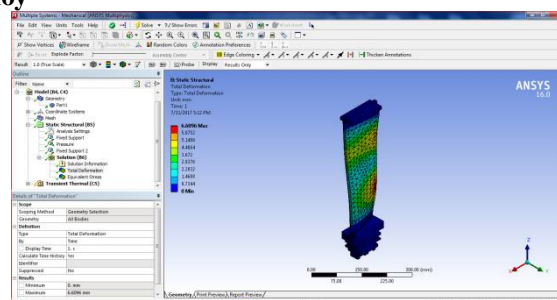 loy
Multiple Systems - Mechanical [ANSYS Multiphysics]
File Edit View Units Tools Help Solve ?/ Show Errors
Show Vertices Wireframe Show Mesh Random Colors Annotation Preferences
Explode Factor: Assembly Center Edge Coloring Thicken Annotations
Result 1.0 (True Scale) Probe Display Results Only
Outline
Filter: Name
Model (B4, C4)
Geometry
Part1
Coordinate Systems
Mesh
Static Structural (B5)
Analysis Settings
Fixed Support
Pressure
Fixed Support 2
Solution (B6)
Solution Information
Total Deformation
Equivalent Stress
Transient Thermal (C5)
Details of "Total Deformation"
Scope
Scoping Method Geometry Selection
Geometry All Bodies
Definition
Type Total Deformation
By Time
Display Time 1. s
Calculate Time History Yes
Identifier
Suppressed No
Results
Minimum 0. mm
Maximum 6.6096 mm
B: Static Structural
Total Deformation
Type: Total Deformation
Unit: mm
Time: 1
7/31/2017 5:12 PM
6.6096 Max
5.8752
5.1408
4.4064
3.672
2.9376
2.2032
1.4688
0 Min
ANSYS
16.0
0.00 150.00 300.00 (mm)
75.00 225.00
Geometry Print Preview Report Preview